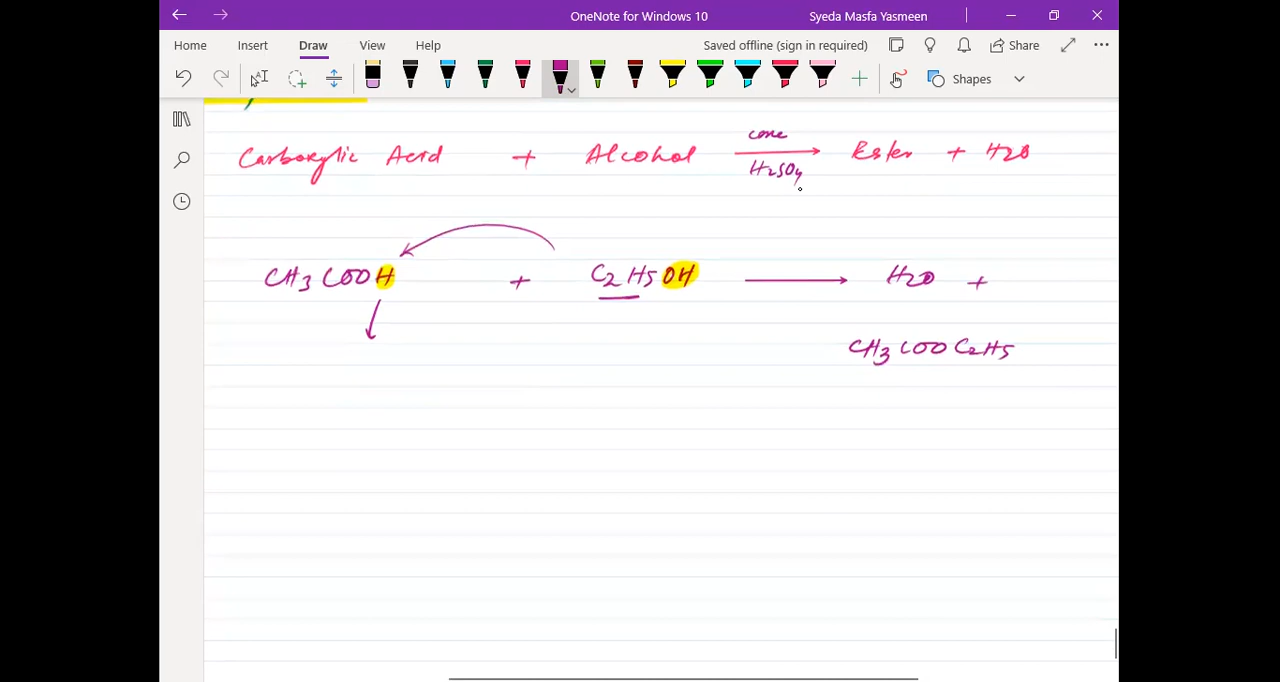 OneNote for Windows 10 Syeda Masfa Yasmeen
Home Insert Draw View Help Saved offline (sign in required) Share
Shapes
conc
Carboxylic Acid + Alcohol ⟶ Ester + H2O
H2SO4
CH3COOH + C2H5OH ⟶ H2O +
CH3COOC2H5